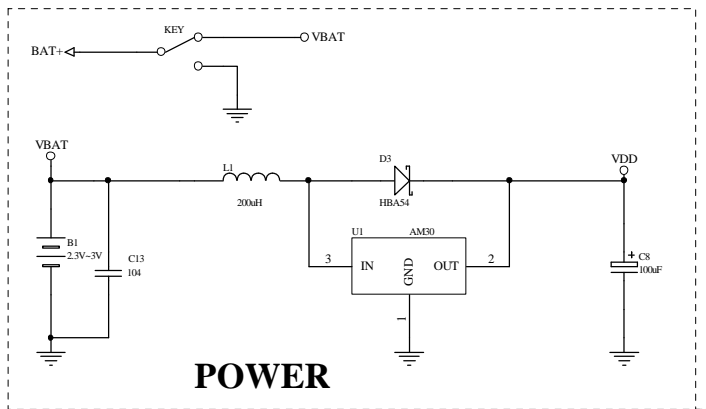 KEY
BAT+
VBAT
VBAT
L1
200uH
D3
HBA54
VDD
B1
2.3V~3V
C13
104
U1
AM30
3
IN
GND
OUT
2
1
C8
+
100uF
POWER